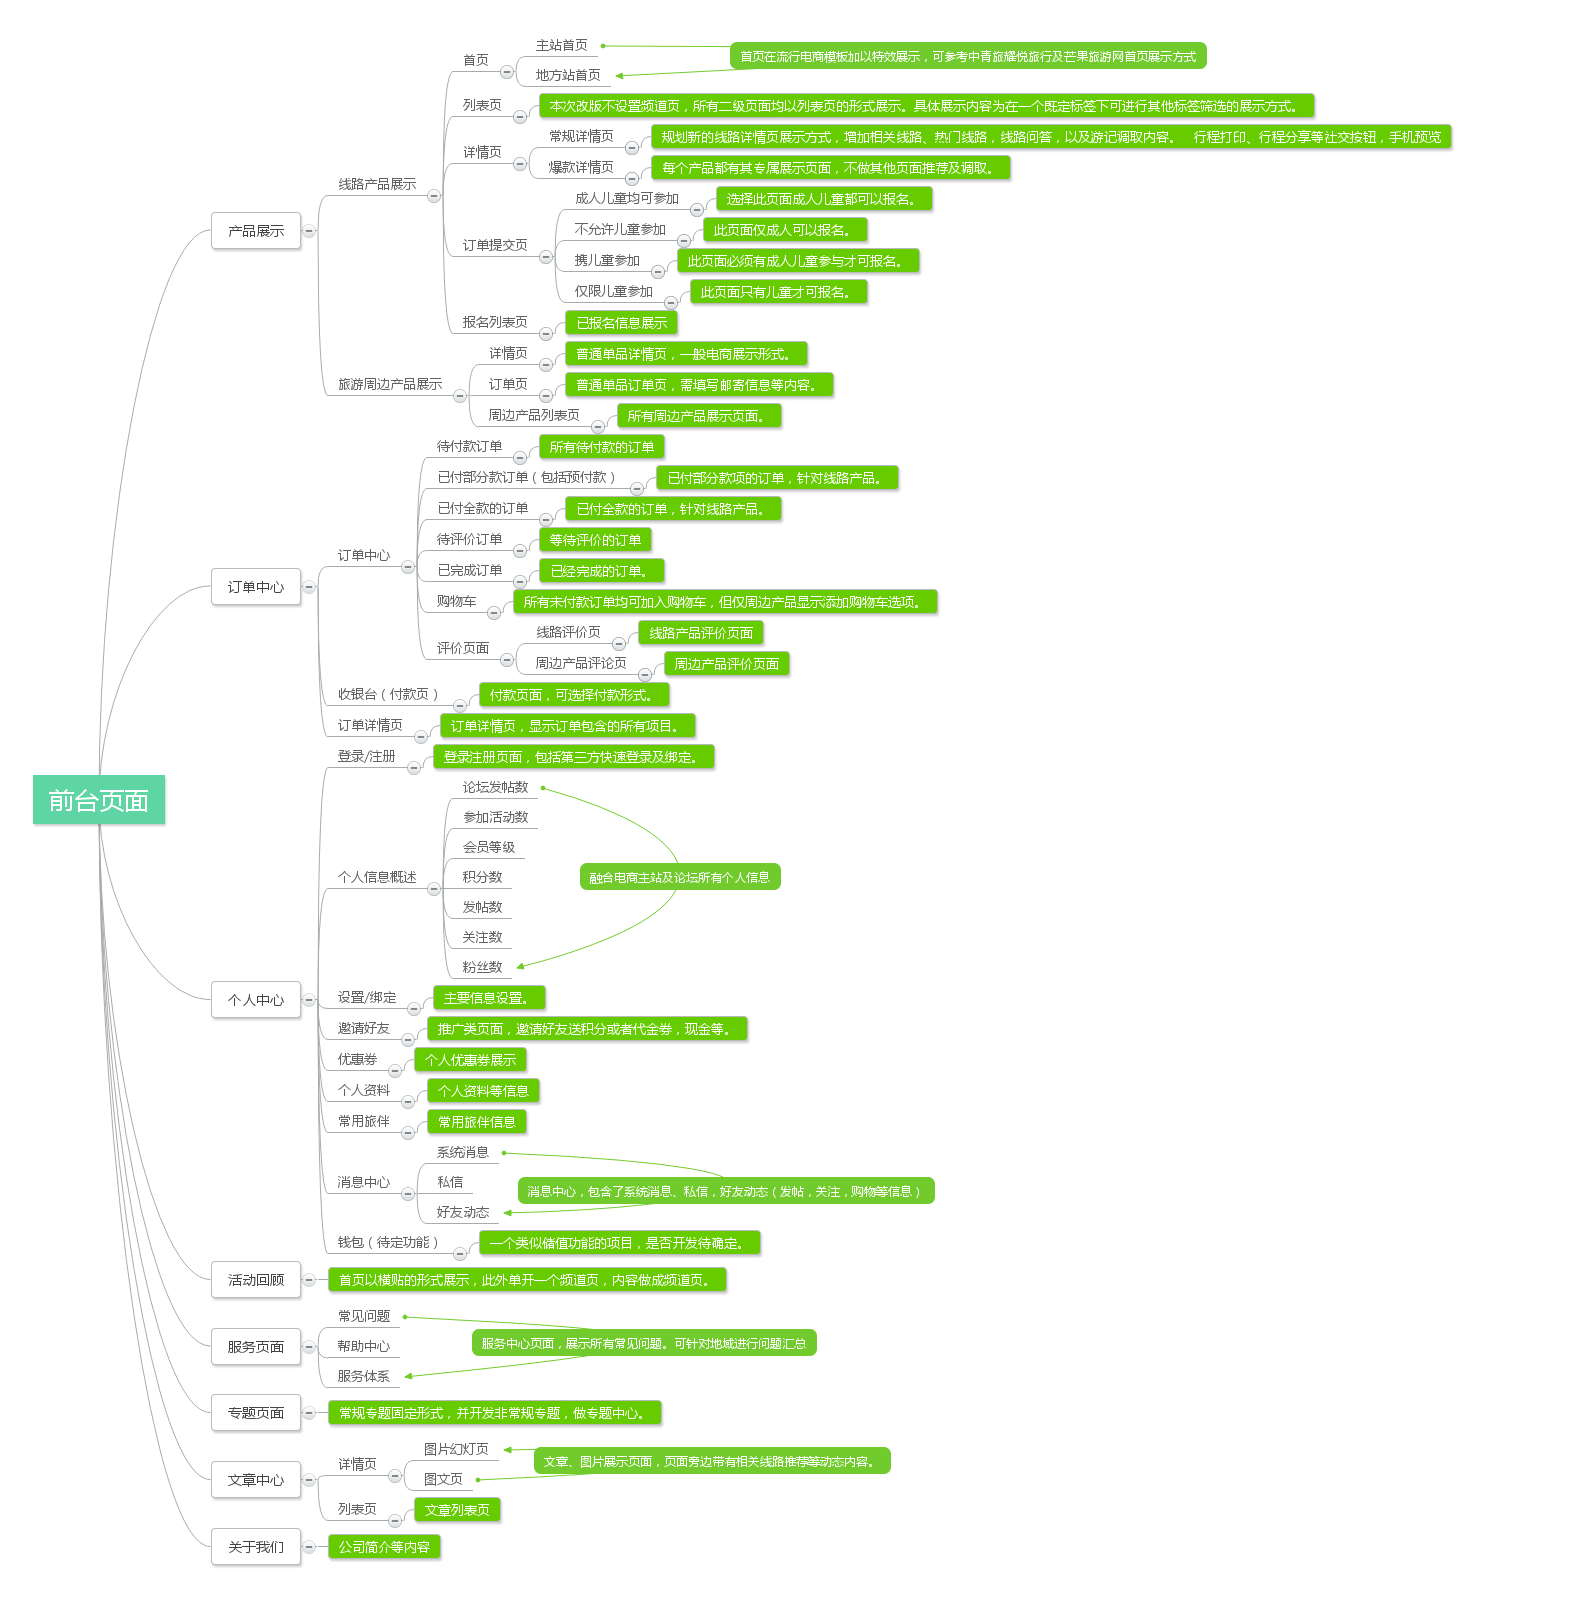 前台页面
产品展示
线路产品展示
首页
主站首页
地方站首页
首页在流行电商模板加以特效展示，可参考中青旅耀悦旅行及芒果旅游网首页展示方式
列表页
本次改版不设置频道页，所有二级页面均以列表页的形式展示。具体展示内容为在一个既定标签下可进行其他标签筛选的展示方式。
详情页
常规详情页
规划新的线路详情页展示方式，增加相关线路、热门线路，线路问答，以及游记调取内容。 行程打印、行程分享等社交按钮，手机预览
爆款详情页
每个产品都有其专属展示页面，不做其他页面推荐及调取。
订单提交页
成人儿童均可参加
选择此页面成人儿童都可以报名。
不允许儿童参加
此页面仅成人可以报名。
携儿童参加
此页面必须有成人儿童参与才可报名。
仅限儿童参加
此页面只有儿童才可报名。
报名列表页
已报名信息展示
旅游周边产品展示
详情页
普通单品详情页，一般电商展示形式。
订单页
普通单品订单页，需填写邮寄信息等内容。
周边产品列表页
所有周边产品展示页面。
订单中心
订单中心
待付款订单
所有待付款的订单
已付部分款订单（包括预付款）
已付部分款项的订单，针对线路产品。
已付全款的订单
已付全款的订单，针对线路产品。
待评价订单
等待评价的订单
已完成订单
已经完成的订单。
购物车
所有未付款订单均可加入购物车，但仅周边产品显示添加购物车选项。
评价页面
线路评价页
线路产品评价页面
周边产品评论页
周边产品评价页面
收银台（付款页）
付款页面，可选择付款形式。
订单详情页
订单详情页，显示订单包含的所有项目。
个人中心
登录/注册
登录注册页面，包括第三方快速登录及绑定。
个人信息概述
论坛发帖数
参加活动数
会员等级
积分数
发帖数
关注数
粉丝数
融合电商主站及论坛所有个人信息
设置/绑定
主要信息设置。
邀请好友
推广类页面，邀请好友送积分或者代金券，现金等。
优惠券
个人优惠券展示
个人资料
个人资料等信息
常用旅伴
常用旅伴信息
消息中心
系统消息
私信
好友动态
消息中心，包含了系统消息、私信，好友动态（发帖，关注，购物等信息）
钱包（待定功能）
一个类似储值功能的项目，是否开发待确定。
活动回顾
首页以横贴的形式展示，此外单开一个频道页，内容做成频道页。
服务页面
常见问题
帮助中心
服务体系
服务中心页面，展示所有常见问题。可针对地域进行问题汇总
专题页面
常规专题固定形式，并开发非常规专题，做专题中心。
文章中心
详情页
图片幻灯页
图文页
文章、图片展示页面，页面旁边带有相关线路推荐等动态内容。
列表页
文章列表页
关于我们
公司简介等内容